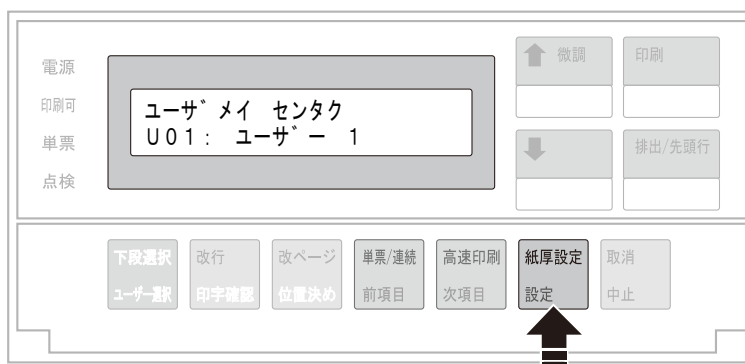 電源
印刷可
単票
点検
ユーザ゛メイ センタク
U01: ユーザ゛ー 1
微調
印刷
排出/先頭行
下段選択
ユーザー選択
改行
印字確認
改ページ
位置決め
単票/連続
前項目
高速印刷
次項目
紙厚設定
設定
取消
中止